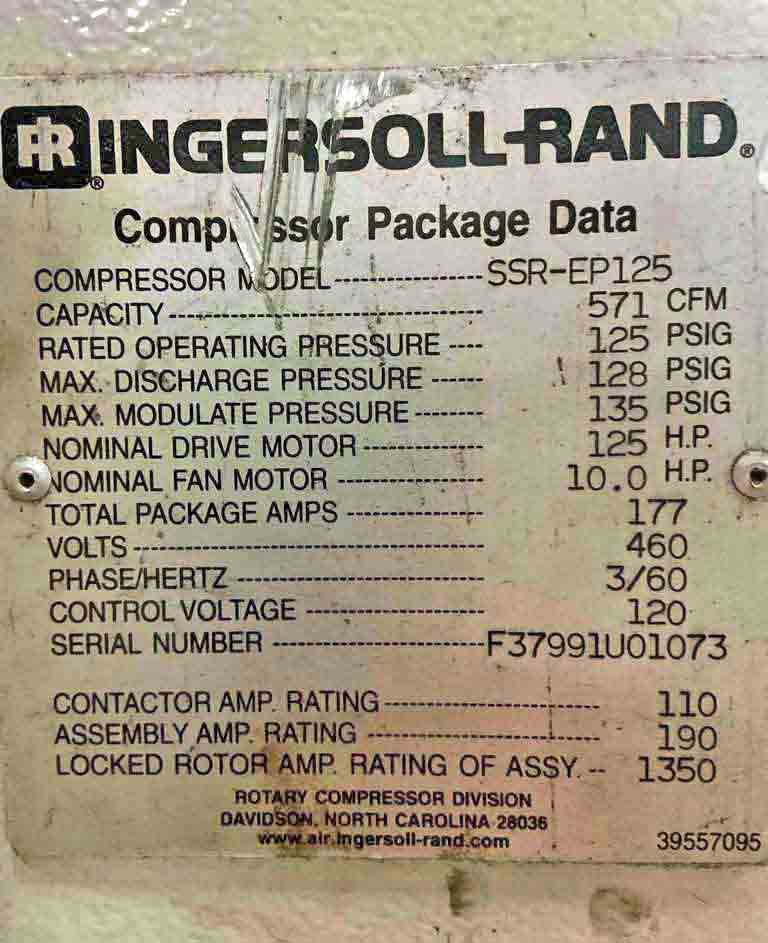 IR® INGERSOLL-RAND®
Compressor Package Data
COMPRESSOR MODEL SSR-EP125
CAPACITY 571 CFM
RATED OPERATING PRESSURE 125 PSIG
MAX. DISCHARGE PRESSURE 128 PSIG
MAX. MODULATE PRESSURE 135 PSIG
NOMINAL DRIVE MOTOR 125 H.P.
NOMINAL FAN MOTOR 10.0 H.P.
TOTAL PACKAGE AMPS 177
VOLTS 460
PHASE/HERTZ 3/60
CONTROL VOLTAGE 120
SERIAL NUMBER F37991U01073
CONTACTOR AMP. RATING 110
ASSEMBLY AMP. RATING 190
LOCKED ROTOR AMP. RATING OF ASSY. 1350
ROTARY COMPRESSOR DIVISION
DAVIDSON, NORTH CAROLINA 28036
www.air.ingersoll-rand.com 39557095